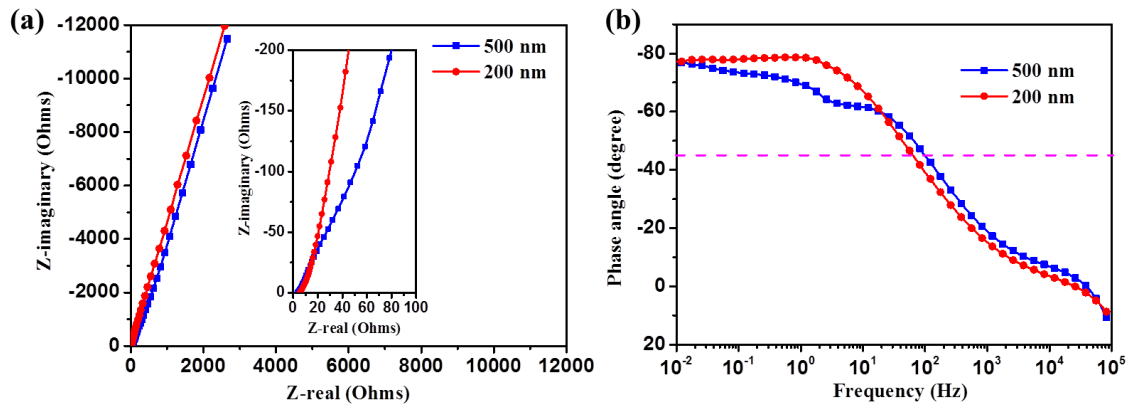 (a)
Z-imaginary (Ohms)
-12000
-10000
-8000
-6000
-4000
-2000
0
0 2000 4000 6000 8000 10000 12000
Z-real (Ohms)
500 nm
200 nm
Z-imaginary (Ohms)
-200
-150
-100
-50
0
0 20 40 60 80 100
Z-real (Ohms)
(b)
Phase angle (degree)
-80
-60
-40
-20
0
20
10⁻² 10⁻¹ 10⁰ 10¹ 10² 10³ 10⁴ 10⁵
Frequency (Hz)
500 nm
200 nm